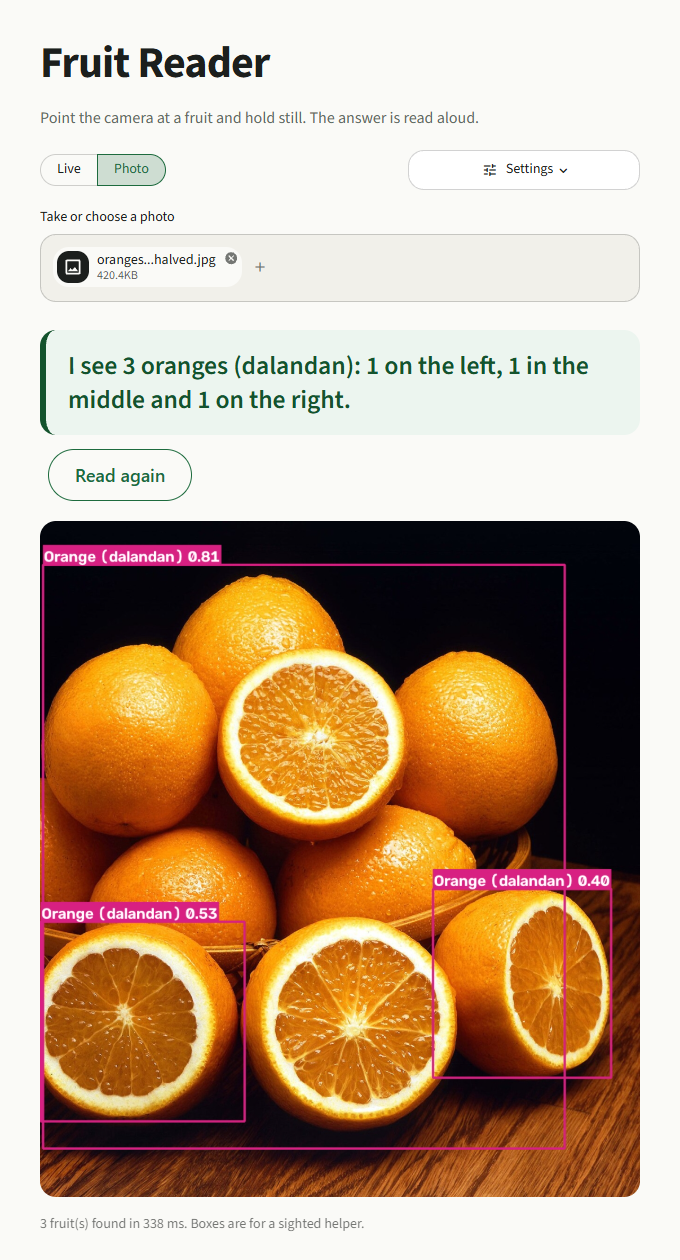 Fruit Reader
Point the camera at a fruit and hold still. The answer is read aloud.
Live
Photo
Settings
Take or choose a photo
oranges...halved.jpg
420.4KB
I see 3 oranges (dalandan): 1 on the left, 1 in the
middle and 1 on the right.
Read again
Orange (dalandan) 0.81
Orange (dalandan) 0.40
Orange (dalandan) 0.53
3 fruit(s) found in 338 ms. Boxes are for a sighted helper.